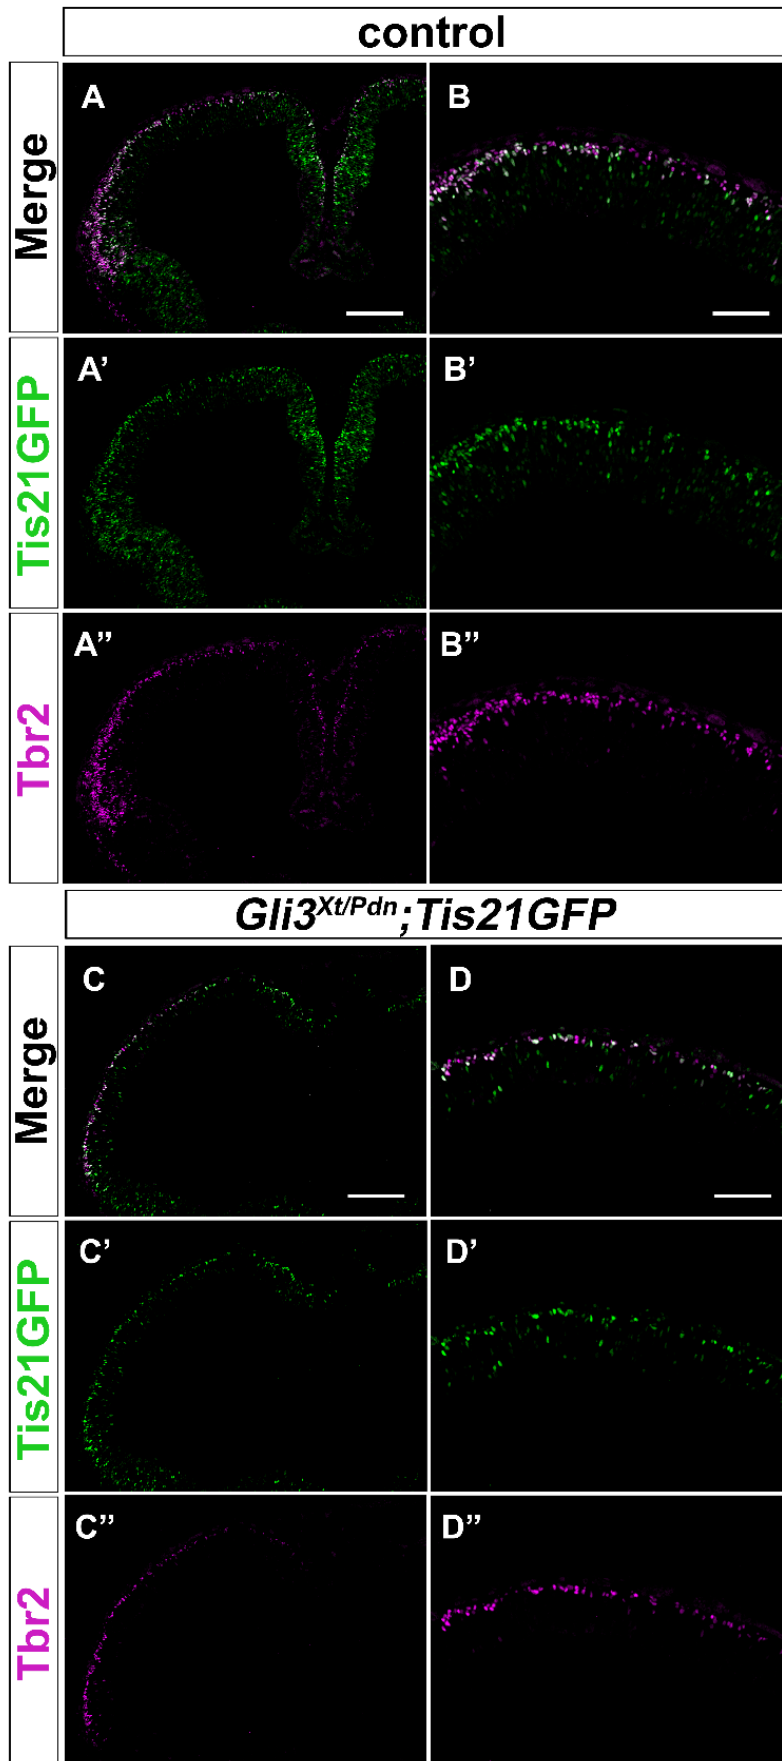 control
Merge
A
B
Tis21GFP
A’
B’
Tbr2
A”
B”
Gli3Xt/Pdn;Tis21GFP
Merge
C
D
Tis21GFP
C’
D’
Tbr2
C”
D”